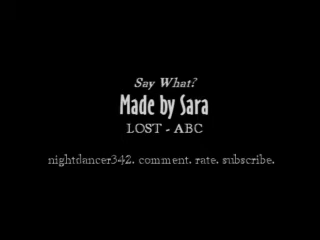 Say What?
Made by Sara
LOST - ABC
nightdancer342. comment. rate. subscribe.